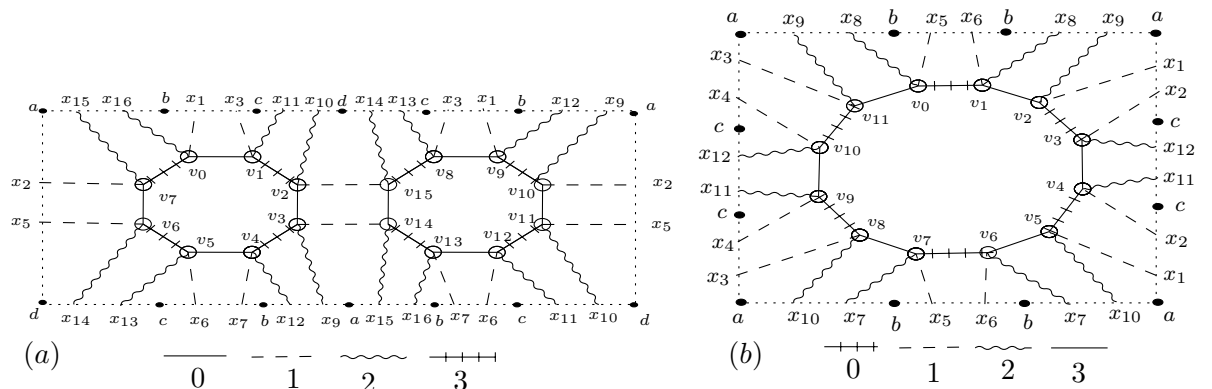 a x₁₅ x₁₆ b x₁ x₃ c x₁₁ x₁₀ d x₁₄ x₁₃ c x₃ x₁ b x₁₂ x₉ a
v₀ v₁ v₈ v₉
x₂ v₇ v₂ v₁₅ v₁₀ x₂
x₅ v₆ v₃ v₁₄ v₁₁ x₅
v₅ v₄ v₁₃ v₁₂
d x₁₄ x₁₃ c x₆ x₇ b x₁₂ x₉ a x₁₅ x₁₆ b x₇ x₆ c x₁₁ x₁₀ d
(a) 0 1 2 3
a x₉ x₈ b x₅ x₆ b x₈ x₉ a
x₃ v₀ v₁ x₁
x₄ v₁₁ v₂ x₂
c v₁₀ v₃ c
x₁₂ x₁₂
x₁₁ v₉ v₄ x₁₁
c c
x₄ v₈ v₅ x₂
x₃ v₇ v₆ x₁
a x₁₀ x₇ b x₅ x₆ b x₇ x₁₀ a
(b) 0 1 2 3